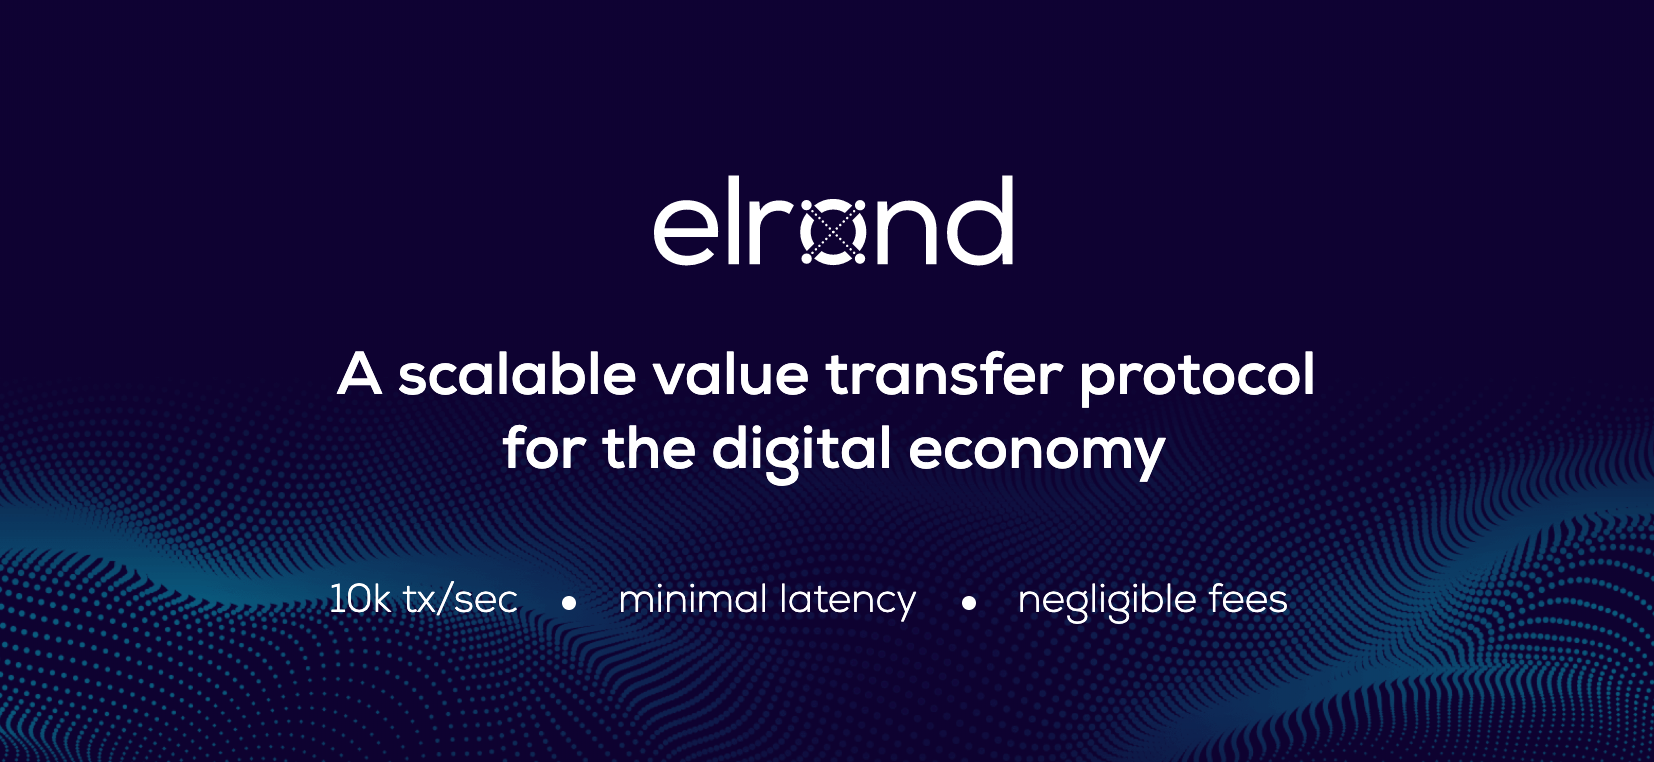 elrond
A scalable value transfer protocol
for the digital economy
10k tx/sec • minimal latency • negligible fees